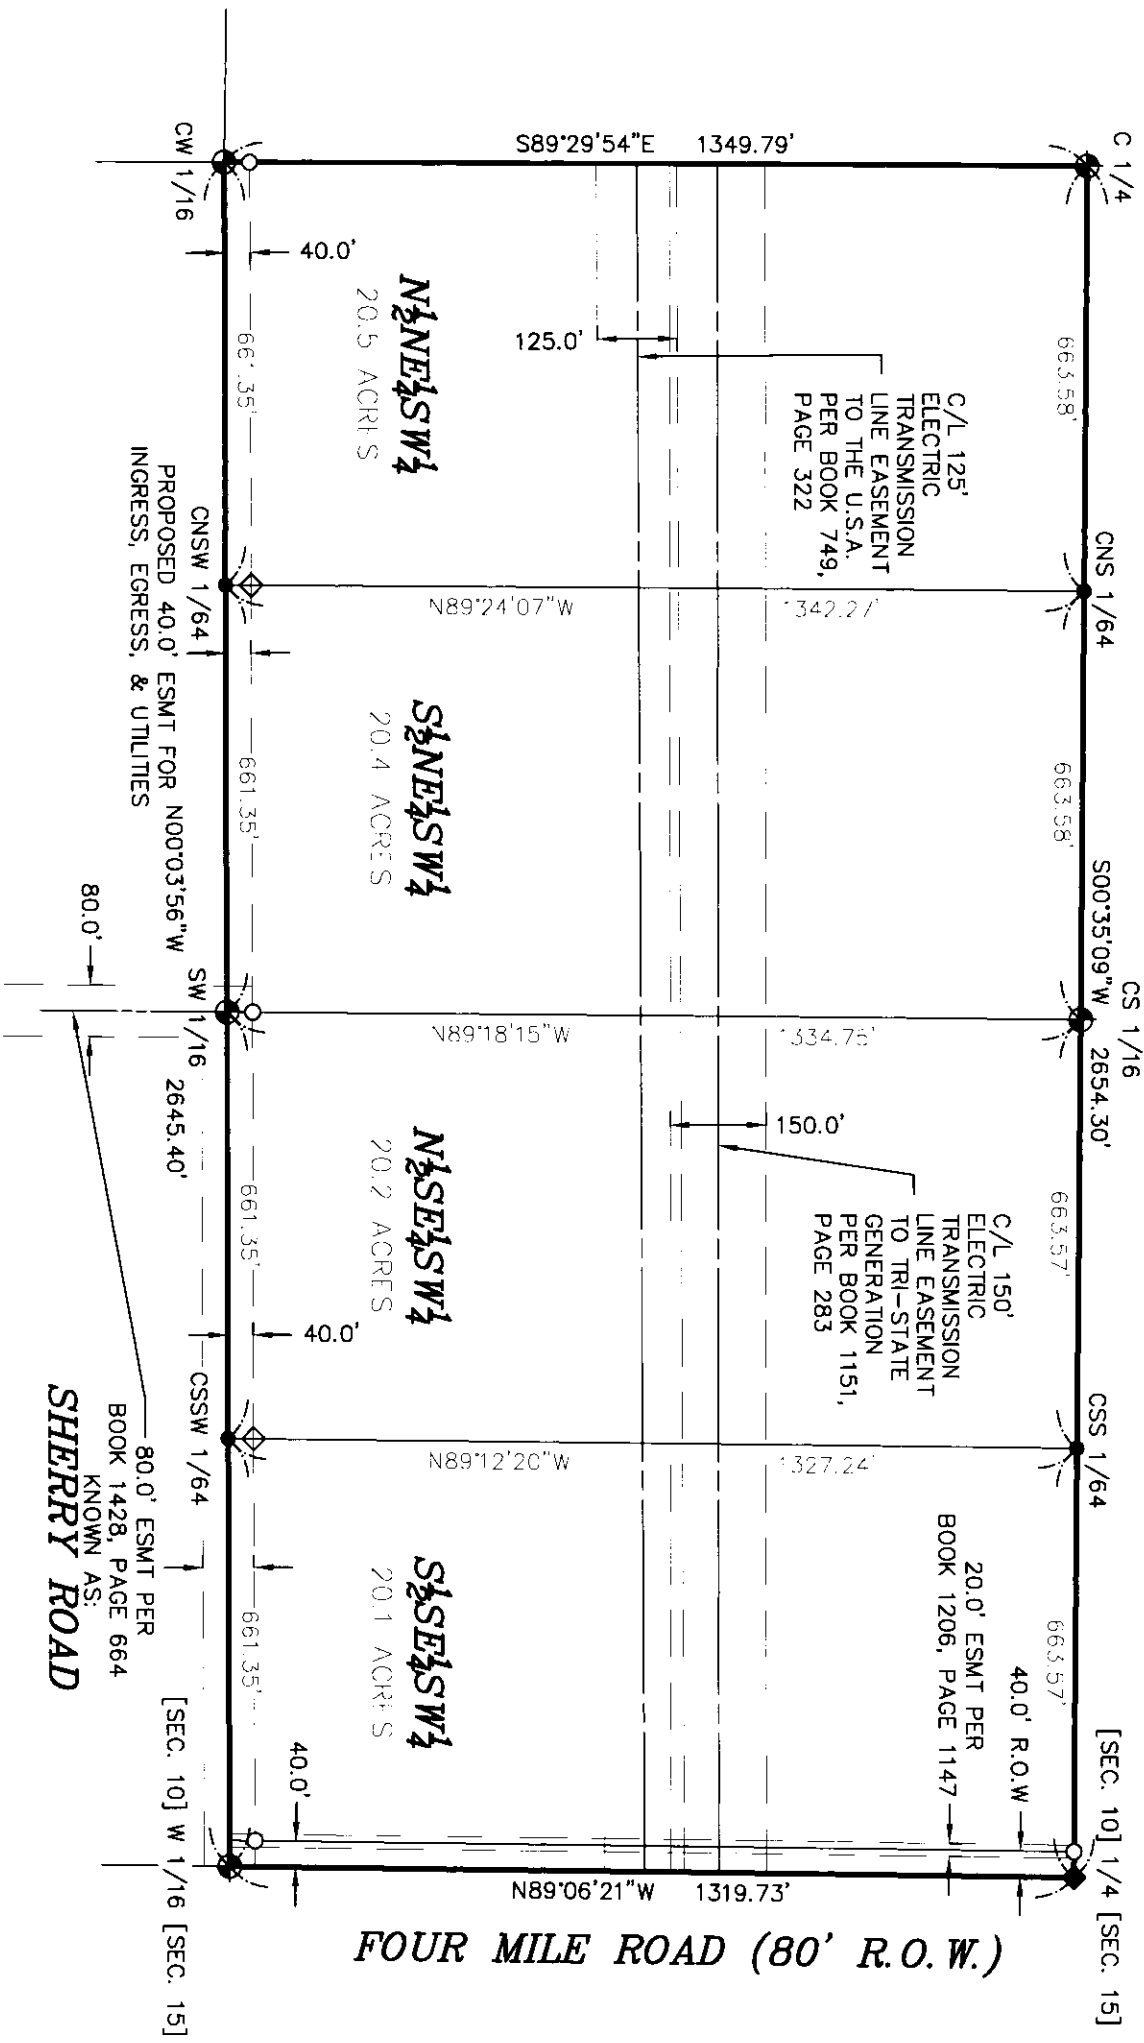 C 1/4
S89°29'54"E 1349.79'
CW 1/16
40.0'
663.58'
661.35'
N½NE¼SW¼
20.5 ACRES
125.0'
C/L 125'
ELECTRIC
TRANSMISSION
LINE EASEMENT
TO THE U.S.A.
PER BOOK 749,
PAGE 322
CNS 1/64
N89°24'07"W 1342.27'
CNSW 1/64
PROPOSED 40.0' ESMT FOR
INGRESS, EGRESS, & UTILITIES
663.58'
661.35'
S½NE¼SW¼
20.4 ACRES
S00°35'09"W 2654.30'
N00°03'56"W 2645.40'
CS 1/16
N89°18'15"W 1334.75'
SW 1/16
80.0'
150.0'
C/L 150'
ELECTRIC
TRANSMISSION
LINE EASEMENT
TO TRI-STATE
GENERATION
PER BOOK 1151,
PAGE 283
663.57'
661.35'
N½SE¼SW¼
20.2 ACRES
40.0'
CSS 1/64
N89°12'20"W 1327.24'
CSSW 1/64
80.0' ESMT PER
BOOK 1428, PAGE 664
KNOWN AS:
SHERRY ROAD
663.57'
661.35'
S½SE¼SW¼
20.1 ACRES
20.0' ESMT PER
BOOK 1206, PAGE 1147
40.0' R.O.W
40.0'
[SEC. 10] 1/4 [SEC. 15]
N89°06'21"W 1319.73'
[SEC. 10] W 1/16 [SEC. 15]
FOUR MILE ROAD (80' R.O.W.)